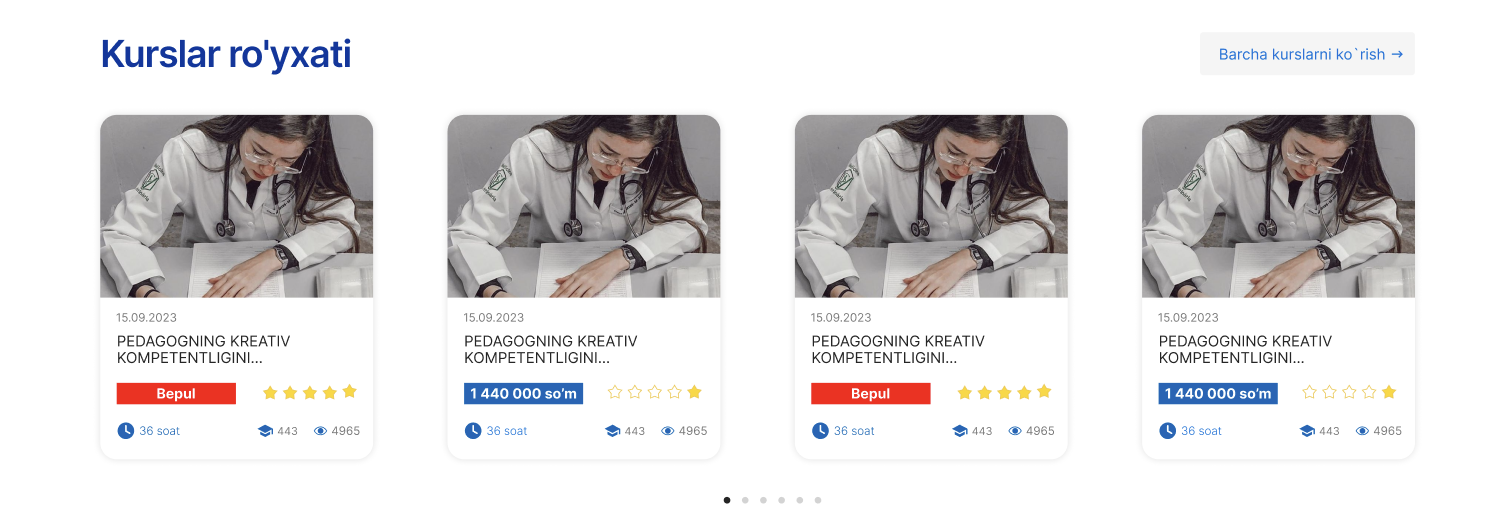 Kurslar ro'yxati
Barcha kurslarni ko`rish →
15.09.2023
PEDAGOGNING KREATIV
KOMPETENTLIGINI...
Bepul
36 soat
443
4965
15.09.2023
PEDAGOGNING KREATIV
KOMPETENTLIGINI...
1 440 000 so’m
36 soat
443
4965
15.09.2023
PEDAGOGNING KREATIV
KOMPETENTLIGINI...
Bepul
36 soat
443
4965
15.09.2023
PEDAGOGNING KREATIV
KOMPETENTLIGINI...
1 440 000 so’m
36 soat
443
4965